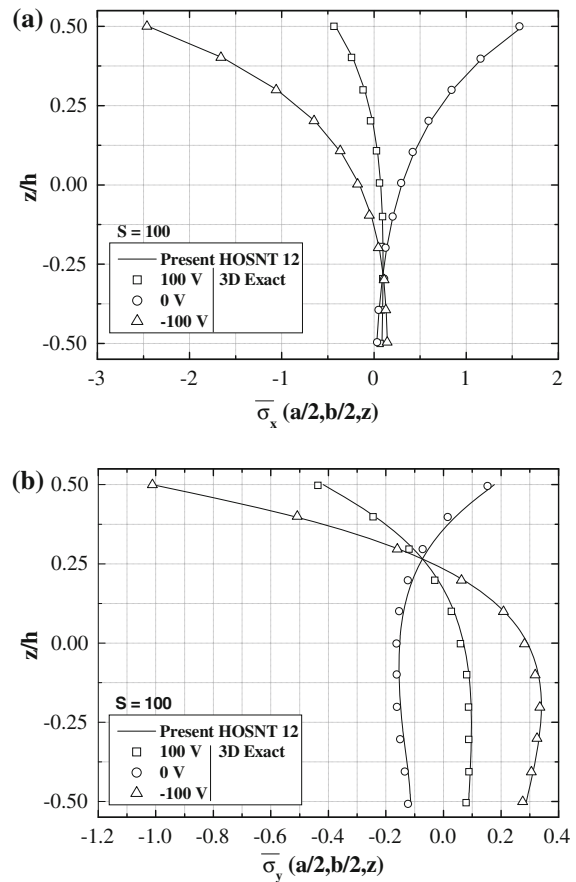 (a)
0.50
0.25
0.00
-0.25
-0.50
z/h
S = 100
Present HOSNT 12
100 V 3D Exact
0 V
-100 V
-3 -2 -1 0 1 2
σx (a/2,b/2,z)
(b)
0.50
0.25
0.00
-0.25
-0.50
z/h
S = 100
Present HOSNT 12
100 V 3D Exact
0 V
-100 V
-1.2 -1.0 -0.8 -0.6 -0.4 -0.2 0.0 0.2 0.4
σy (a/2,b/2,z)